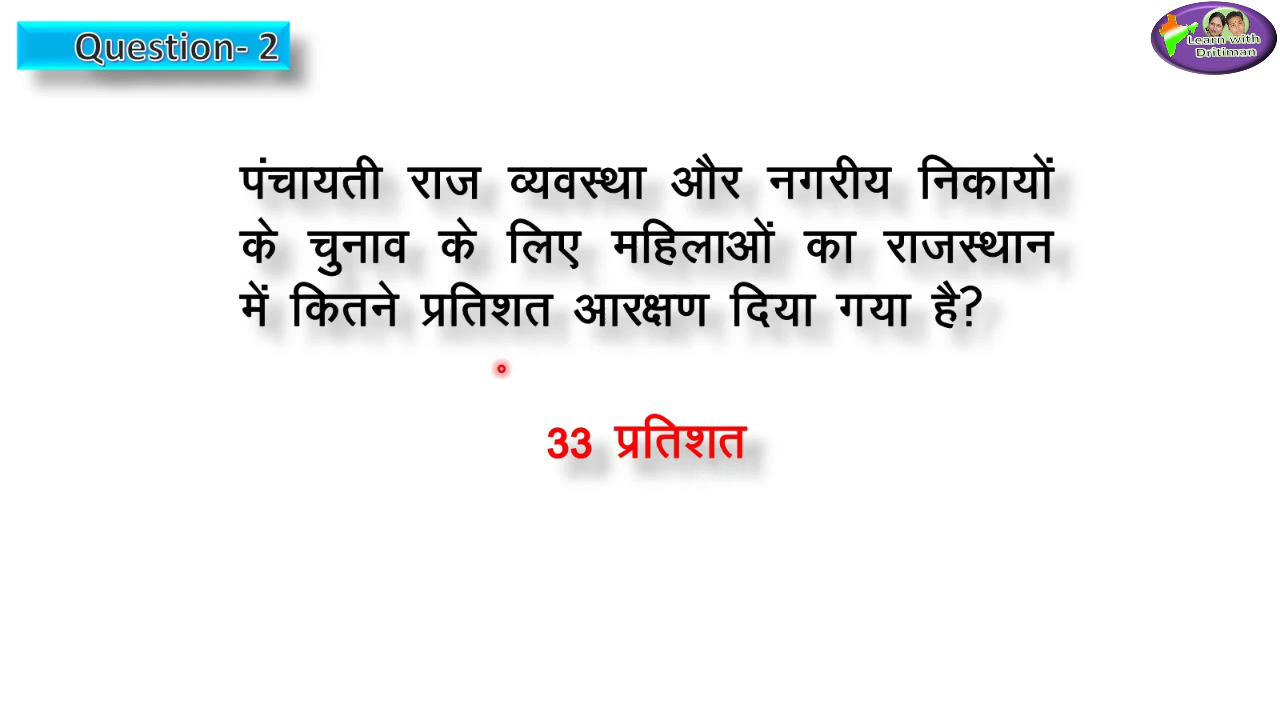 Question- 2
Learn with
Dritiman
पंचायती राज व्यवस्था और नगरीय निकायों
के चुनाव के लिए महिलाओं का राजस्थान
में कितने प्रतिशत आरक्षण दिया गया है?
33 प्रतिशत